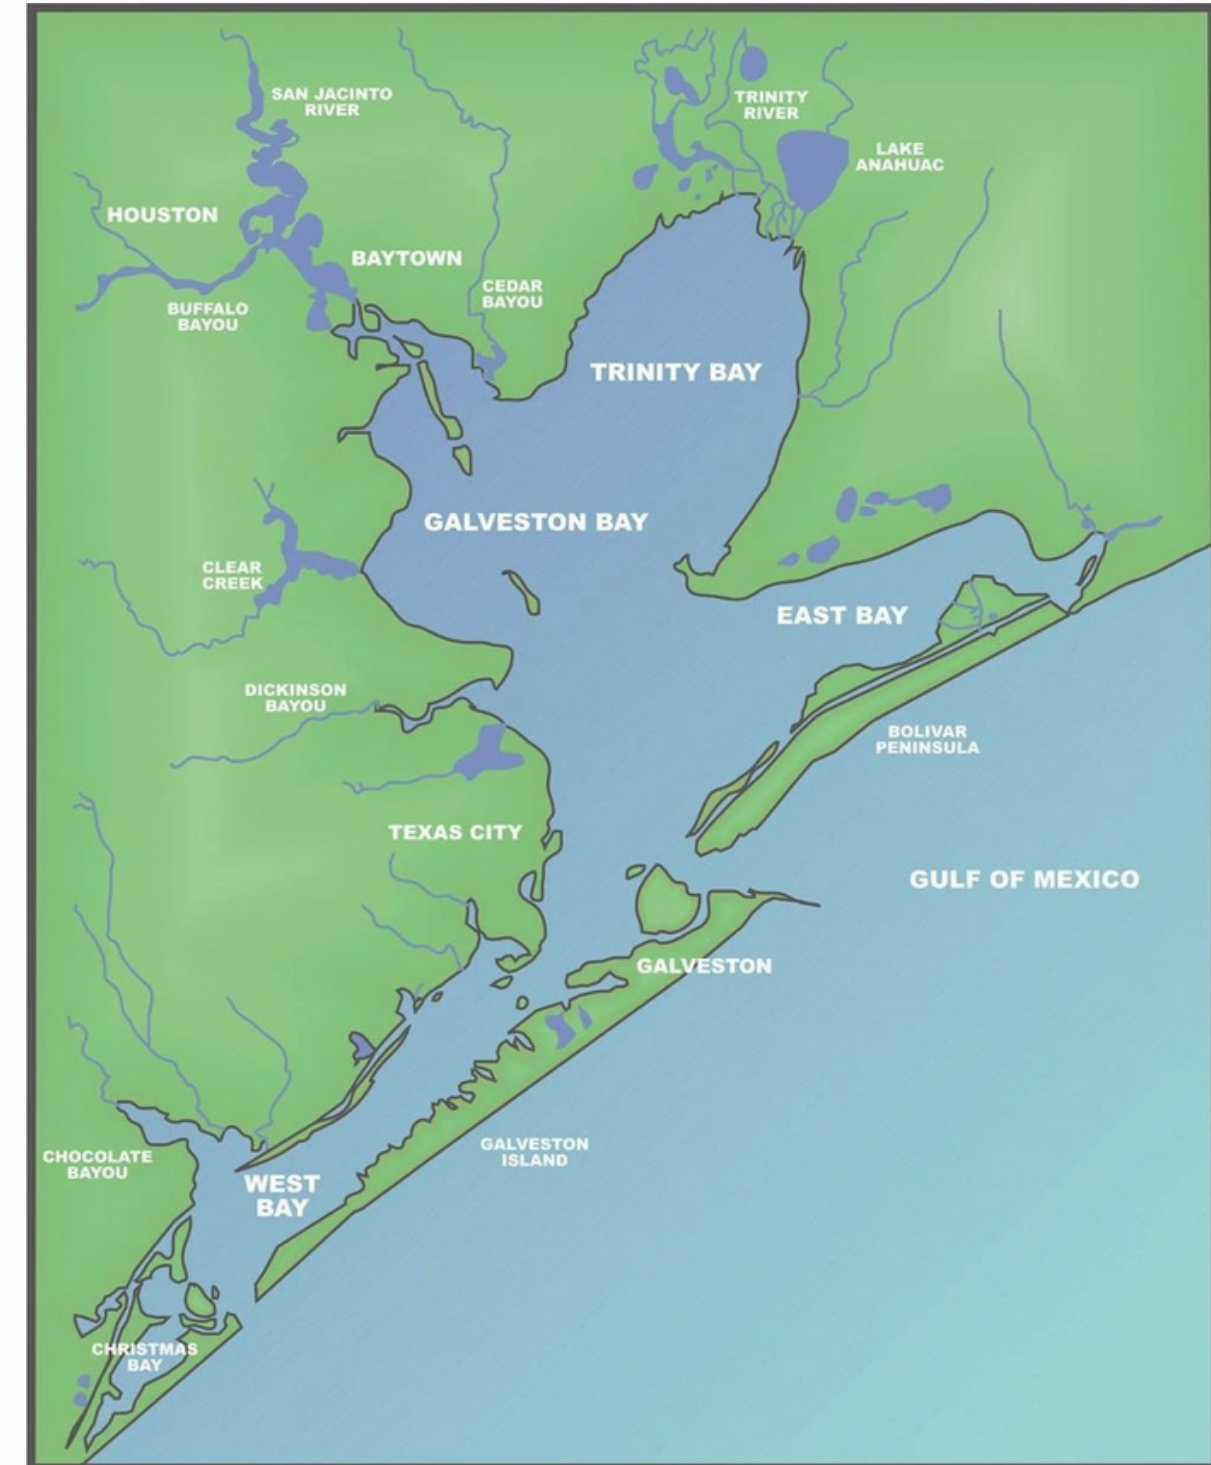 SAN JACINTO
RIVER
TRINITY
RIVER
LAKE
ANAHUAC
HOUSTON
BAYTOWN
CEDAR
BAYOU
BUFFALO
BAYOU
TRINITY BAY
GALVESTON BAY
CLEAR
CREEK
EAST BAY
DICKINSON
BAYOU
BOLIVAR
PENINSULA
TEXAS CITY
GULF OF MEXICO
GALVESTON
GALVESTON
ISLAND
CHOCOLATE
BAYOU
WEST
BAY
CHRISTMAS
BAY